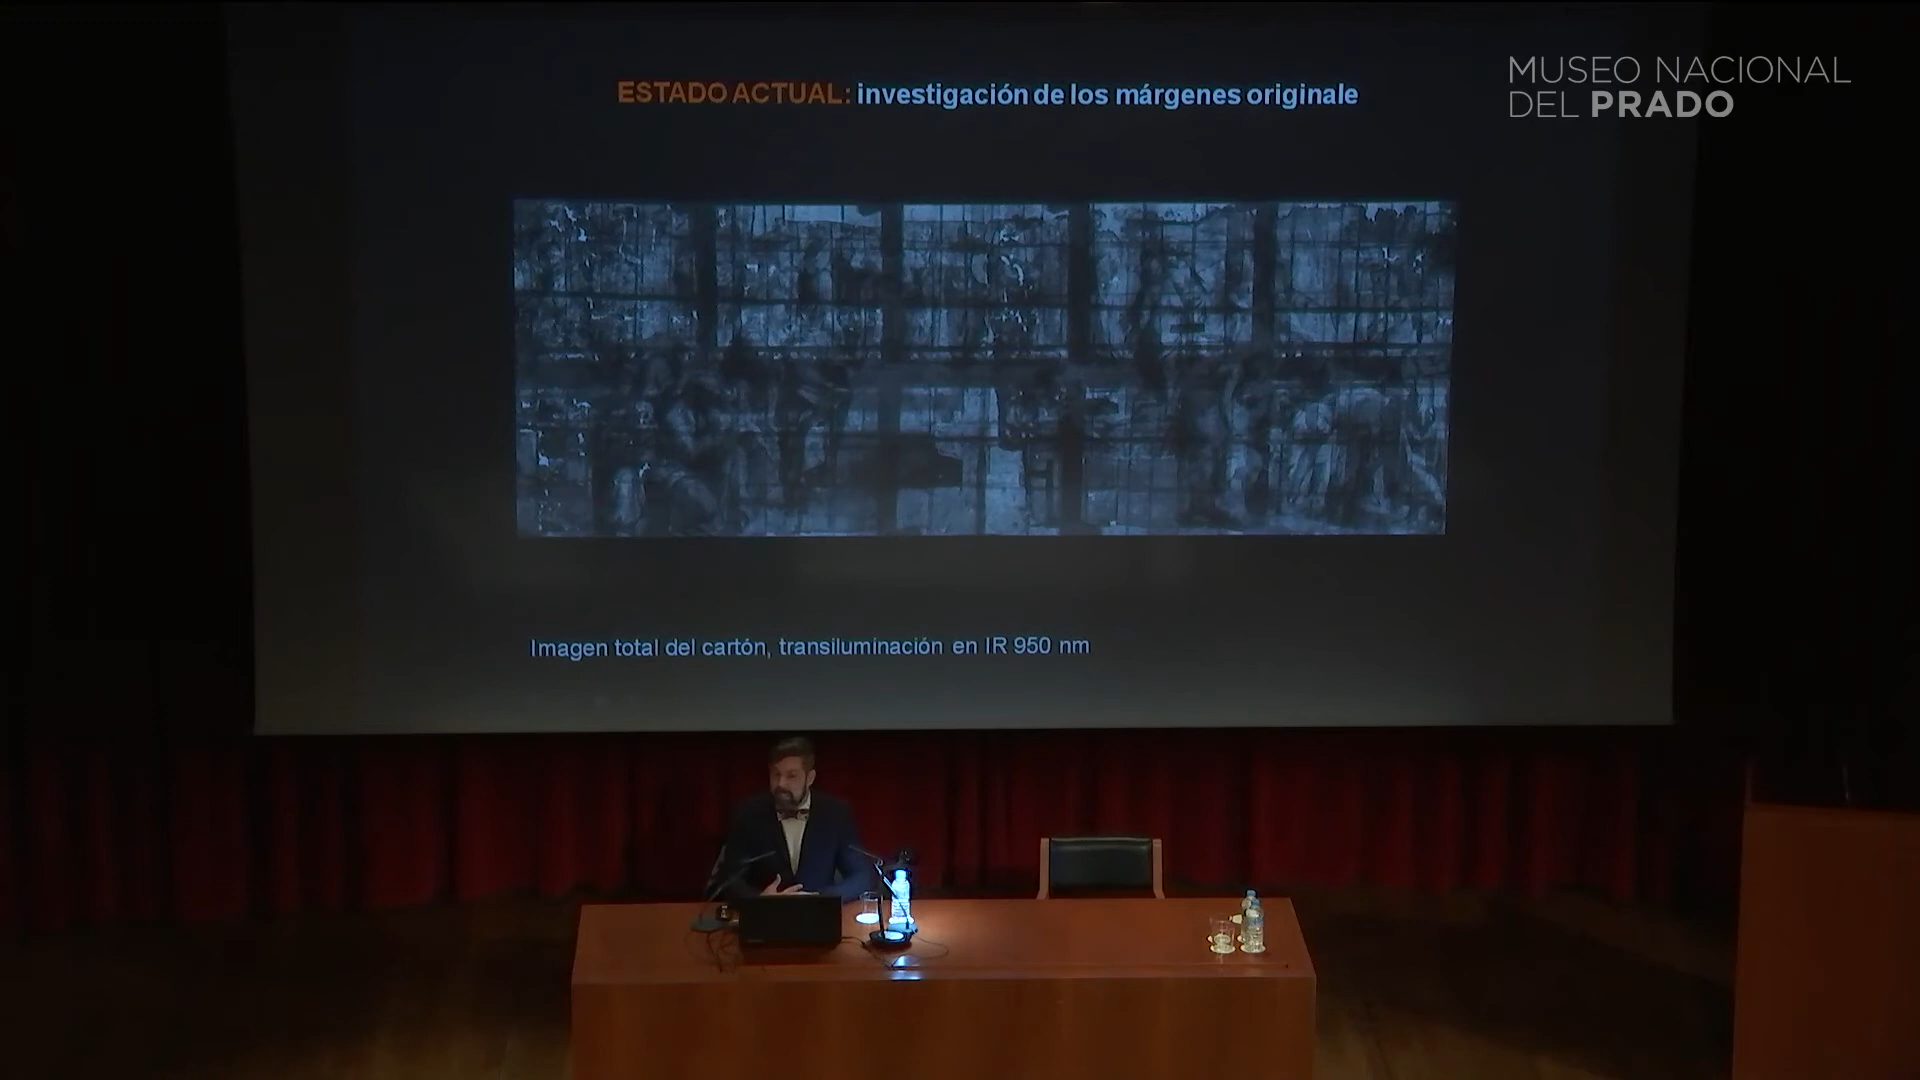 MUSEO NACIONAL
DEL PRADO
ESTADO ACTUAL: investigación de los márgenes originale
Imagen total del cartón, transiluminación en IR 950 nm